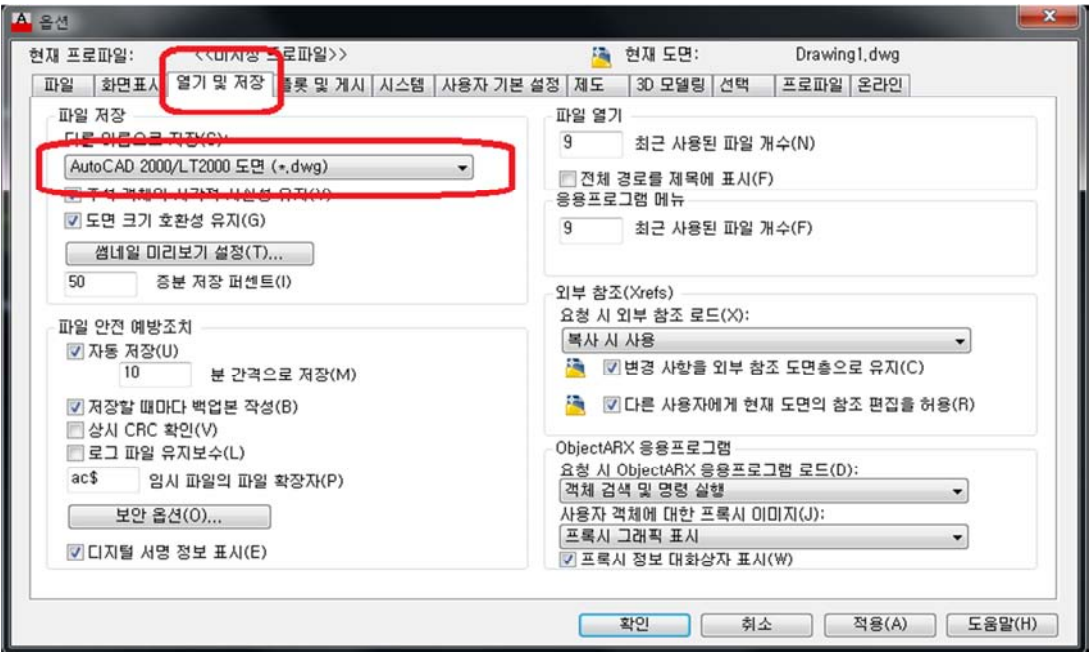 옵션
현재 프로파일: <<미지정 프로파일>> 현재 도면: Drawing1.dwg
파일 화면표시 열기 및 저장 플롯 및 게시 시스템 사용자 기본 설정 제도 3D 모델링 선택 프로파일 온라인
파일 저장
다른 이름으로 저장(S):
AutoCAD 2000/LT2000 도면 (*.dwg)
주석 객체의 시각적 사실성 유지(Y)
도면 크기 호환성 유지(G)
썸네일 미리보기 설정(T)...
50 증분 저장 퍼센트(I)
파일 안전 예방조치
자동 저장(U)
10 분 간격으로 저장(M)
저장할 때마다 백업본 작성(B)
상시 CRC 확인(V)
로그 파일 유지보수(L)
ac$ 임시 파일의 파일 확장자(P)
보안 옵션(O)...
디지털 서명 정보 표시(E)
파일 열기
9 최근 사용된 파일 개수(N)
전체 경로를 제목에 표시(F)
응용프로그램 메뉴
9 최근 사용된 파일 개수(F)
외부 참조(Xrefs)
요청 시 외부 참조 로드(X):
복사 시 사용
변경 사항을 외부 참조 도면층으로 유지(C)
다른 사용자에게 현재 도면의 참조 편집을 허용(R)
ObjectARX 응용프로그램
요청 시 ObjectARX 응용프로그램 로드(D):
객체 검색 및 명령 실행
사용자 객체에 대한 프록시 이미지(J):
프록시 그래픽 표시
프록시 정보 대화상자 표시(W)
확인 취소 적용(A) 도움말(H)